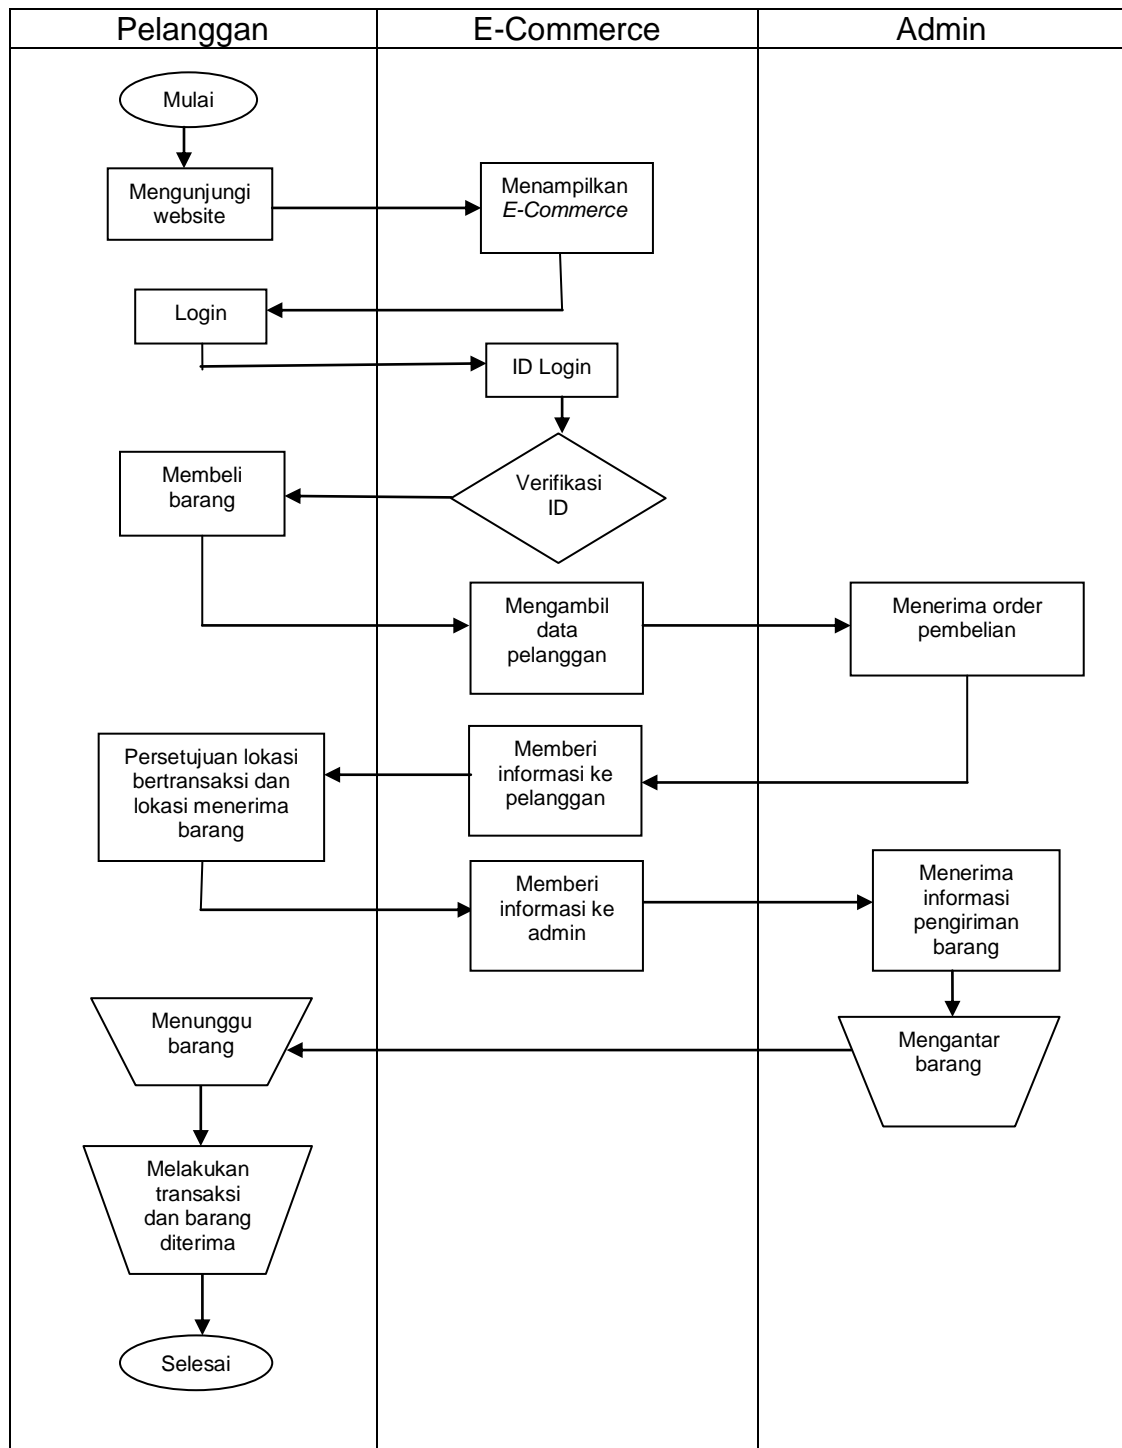 Pelanggan
E-Commerce
Admin
Mulai
Mengunjungi
website
Menampilkan
E-Commerce
Login
ID Login
Verifikasi
ID
Membeli
barang
Mengambil
data
pelanggan
Menerima order
pembelian
Memberi
informasi ke
pelanggan
Persetujuan lokasi
bertransaksi dan
lokasi menerima
barang
Memberi
informasi ke
admin
Menerima
informasi
pengiriman
barang
Mengantar
barang
Menunggu
barang
Melakukan
transaksi
dan barang
diterima
Selesai